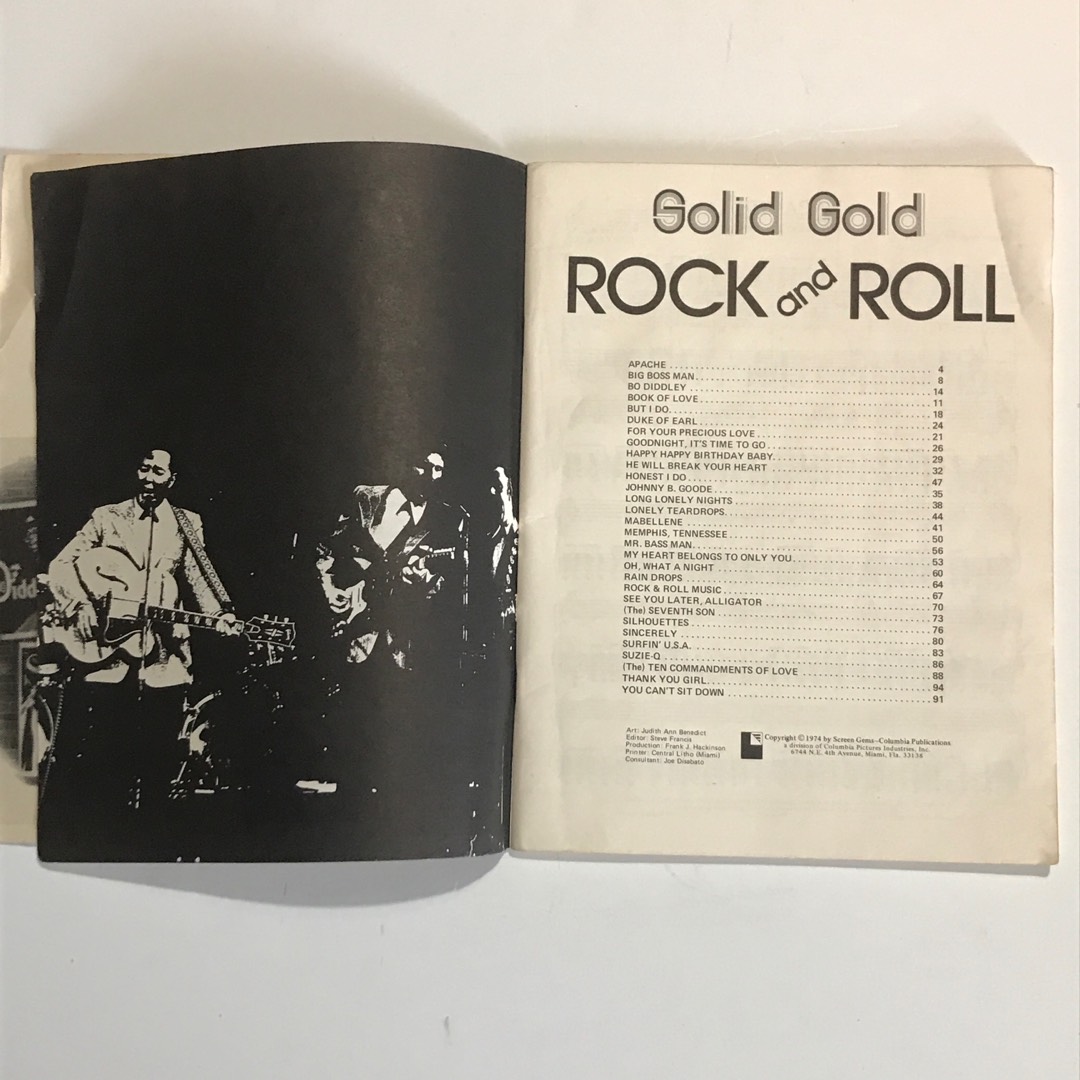 Didd
Solid Gold
ROCK and ROLL
APACHE 4
BIG BOSS MAN 8
BO DIDDLEY 14
BOOK OF LOVE 11
BUT I DO 18
DUKE OF EARL 24
FOR YOUR PRECIOUS LOVE 21
GOODNIGHT, IT'S TIME TO GO 26
HAPPY HAPPY BIRTHDAY BABY 29
HE WILL BREAK YOUR HEART 32
HONEST I DO 47
JOHNNY B. GOODE 35
LONG LONELY NIGHTS 38
LONELY TEARDROPS 44
MABELLENE 41
MEMPHIS, TENNESSEE 50
MR. BASS MAN 56
MY HEART BELONGS TO ONLY YOU 53
OH, WHAT A NIGHT 60
RAIN DROPS 64
ROCK & ROLL MUSIC 67
SEE YOU LATER, ALLIGATOR 70
(The) SEVENTH SON 73
SILHOUETTES 76
SINCERELY 80
SURFIN' U.S.A. 83
SUZIE-Q 86
(The) TEN COMMANDMENTS OF LOVE 88
THANK YOU GIRL 94
YOU CAN'T SIT DOWN 91
Art: Judith Ann Benedict
Editor: Steve Francis
Production: Frank J. Hackinson
Printer: Central Litho (Miami)
Consultant: Joe Disabato
Copyright © 1974 by Screen Gems—Columbia Publications
a division of Columbia Pictures Industries, Inc.
6744 N.E. 4th Avenue, Miami, Fla. 33138